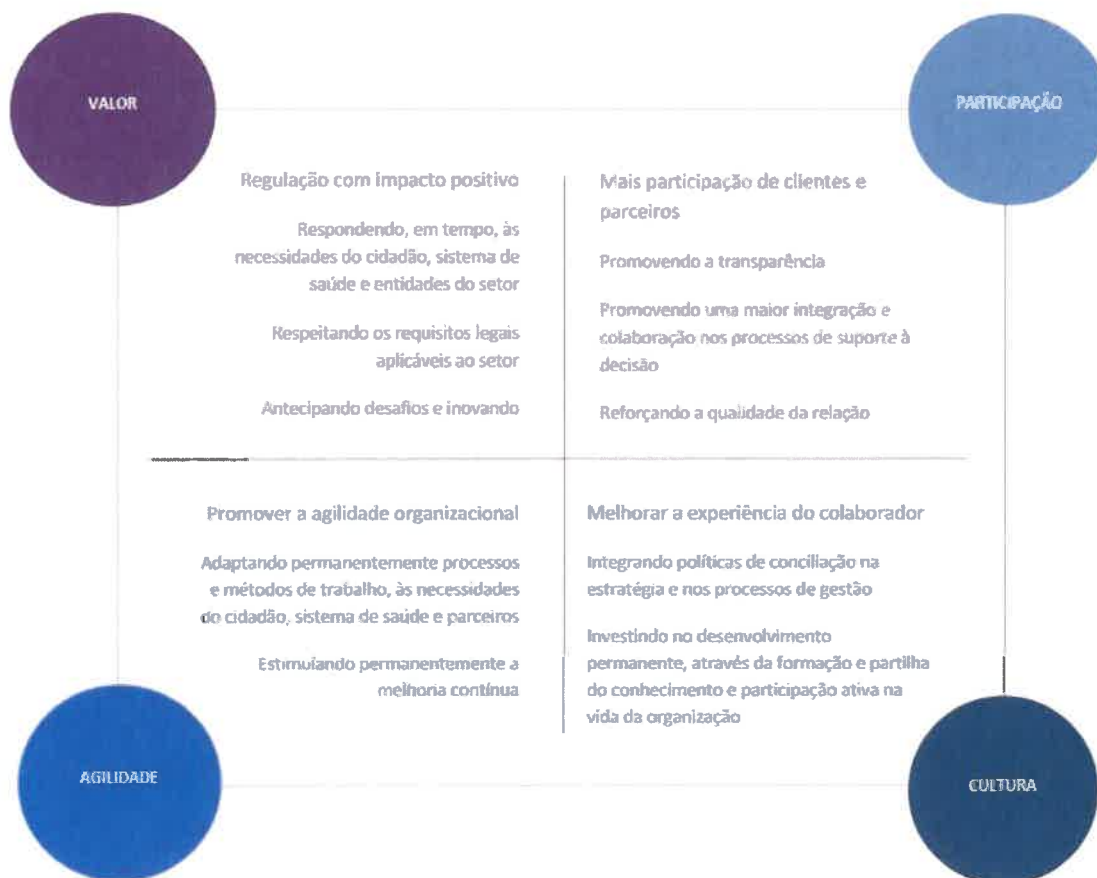 VALOR
PARTICIPAÇÃO
Regulação com impacto positivo
Respondendo, em tempo, às
necessidades do cidadão, sistema de
saúde e entidades do setor
Respeitando os requisitos legais
aplicáveis ao setor
Antecipando desafios e inovando
Mais participação de clientes e
parceiros
Promovendo a transparência
Promovendo uma maior integração e
colaboração nos processos de suporte à
decisão
Reforçando a qualidade da relação
Promover a agilidade organizacional
Adaptando permanentemente processos
e métodos de trabalho, às necessidades
do cidadão, sistema de saúde e parceiros
Estimulando permanentemente a
melhoria contínua
Melhorar a experiência do colaborador
Integrando políticas de conciliação na
estratégia e nos processos de gestão
Investindo no desenvolvimento
permanente, através da formação e partilha
do conhecimento e participação ativa na
vida da organização
AGILIDADE
CULTURA